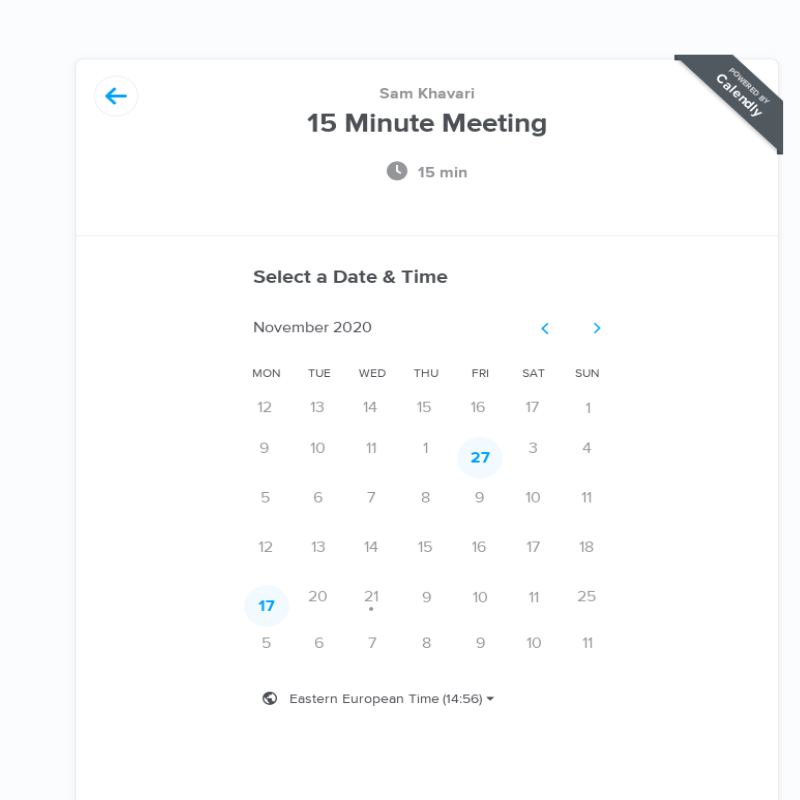 POWERED BY
Calendly
Sam Khavari
15 Minute Meeting
15 min
Select a Date & Time
November 2020
MON TUE WED THU FRI SAT SUN
12 13 14 15 16 17 1
9 10 11 1 27 3 4
5 6 7 8 9 10 11
12 13 14 15 16 17 18
17 20 21 9 10 11 25
5 6 7 8 9 10 11
Eastern European Time (14:56)